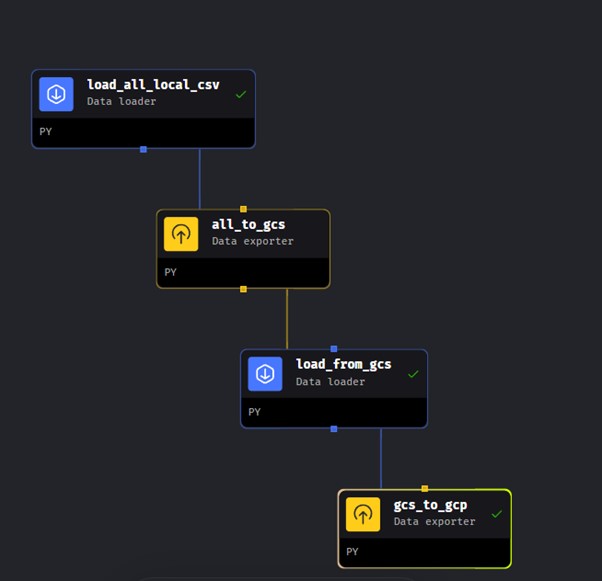 load_all_local_csv
Data loader
PY
all_to_gcs
Data exporter
PY
load_from_gcs
Data loader
PY
gcs_to_gcp
Data exporter
PY